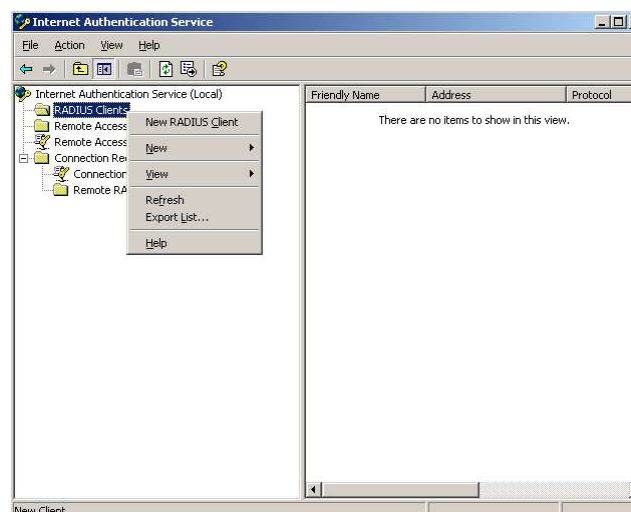 Internet Authentication Service
File Action View Help
Internet Authentication Service (Local)
RADIUS Clients
Remote Access
Remote Access
Connection Re
Connection
Remote RA
New RADIUS Client
New
View
Refresh
Export List...
Help
Friendly Name Address Protocol
There are no items to show in this view.
New Client